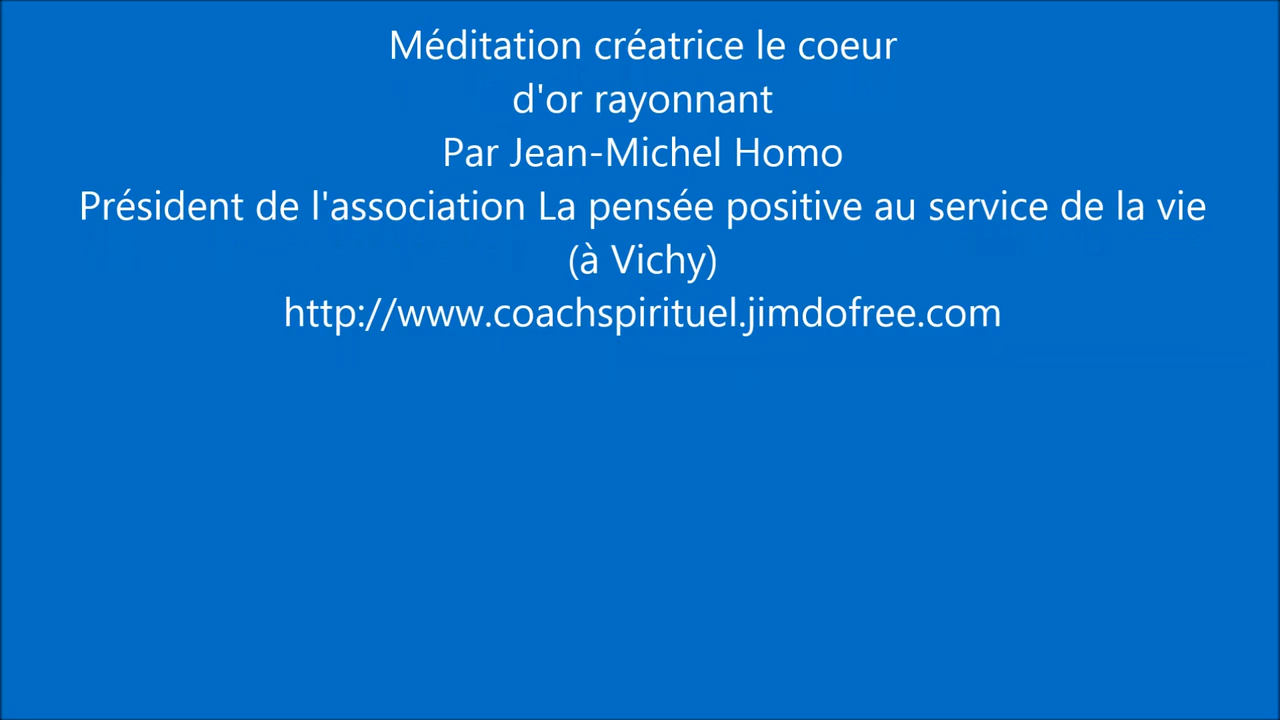 Méditation créatrice le coeur
d'or rayonnant
Par Jean-Michel Homo
Président de l'association La pensée positive au service de la vie
(à Vichy)
http://www.coachspirituel.jimdofree.com